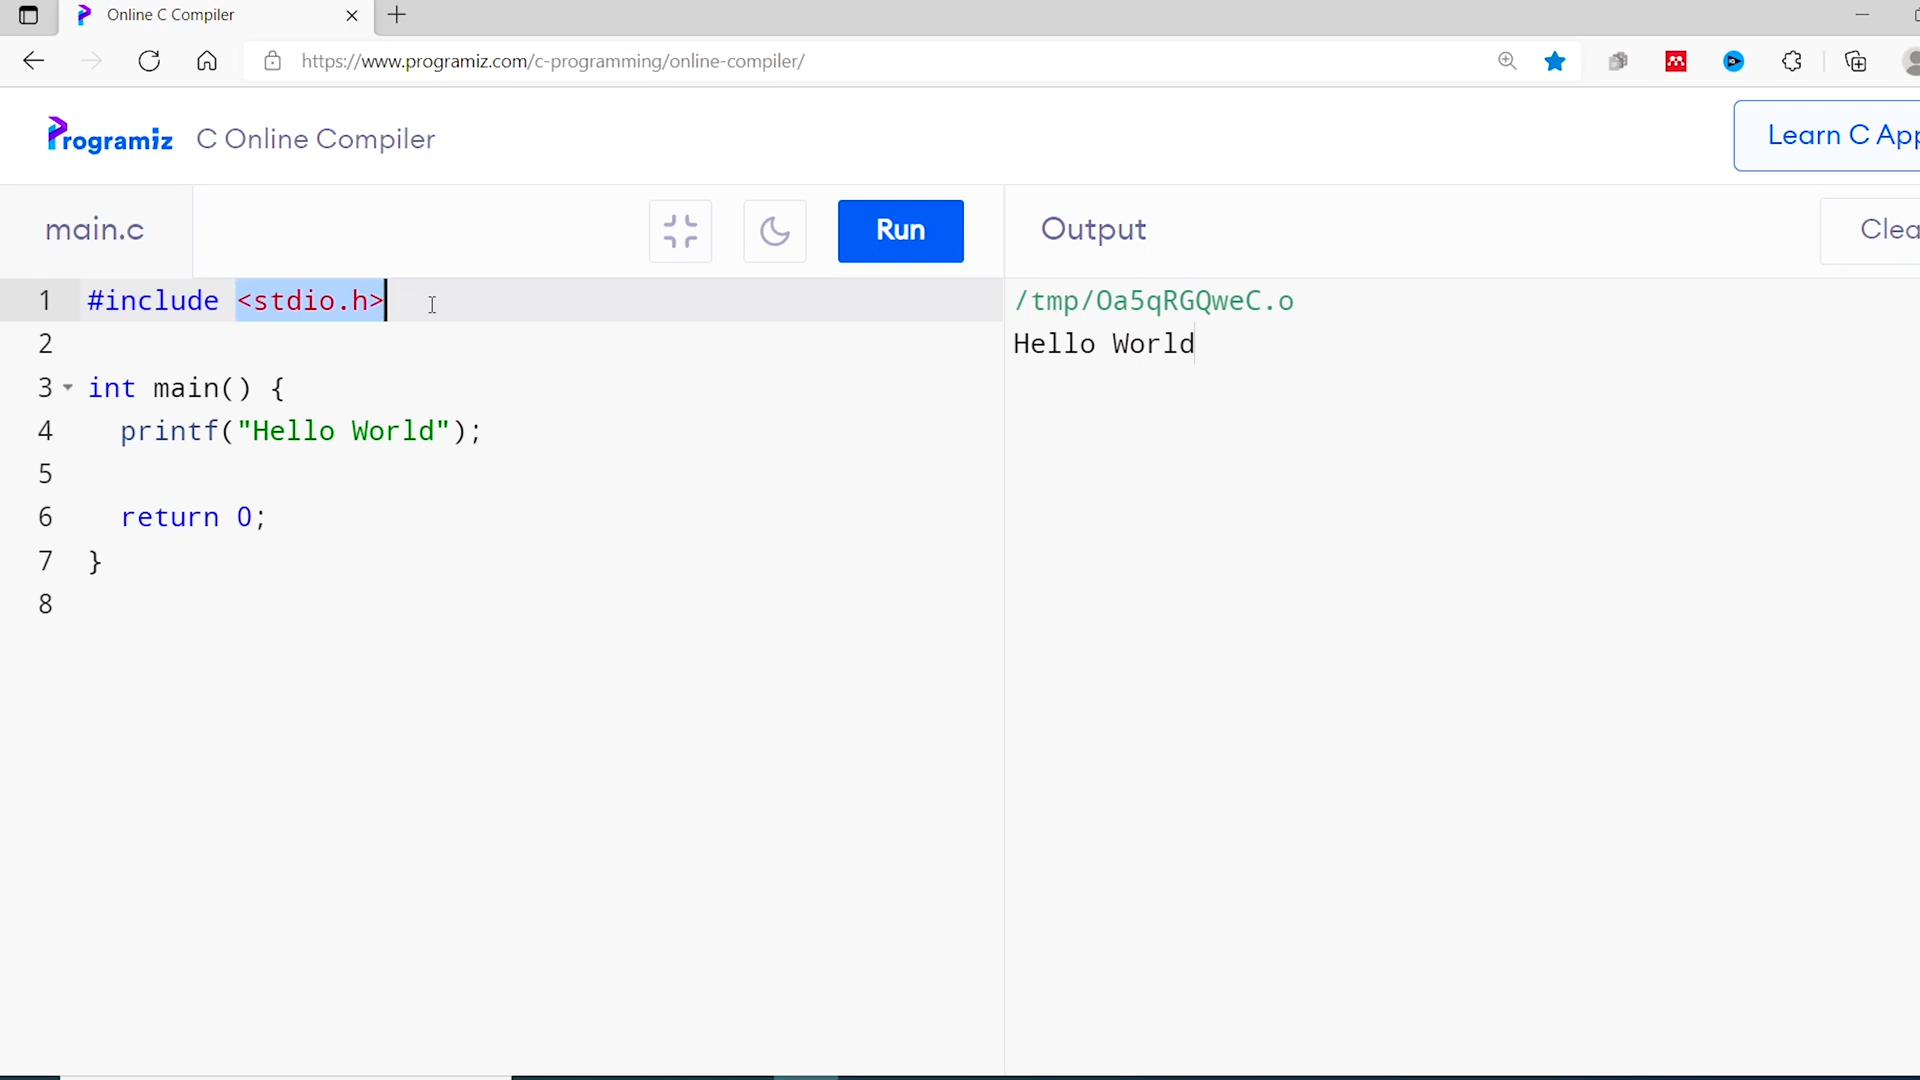 Online C Compiler
https://www.programiz.com/c-programming/online-compiler/
Programiz C Online Compiler
Learn C App
main.c
Run
Output
Clea
1 #include <stdio.h>
2
3 int main() {
4 printf("Hello World");
5
6 return 0;
7 }
8
/tmp/Oa5qRGQweC.o
Hello World